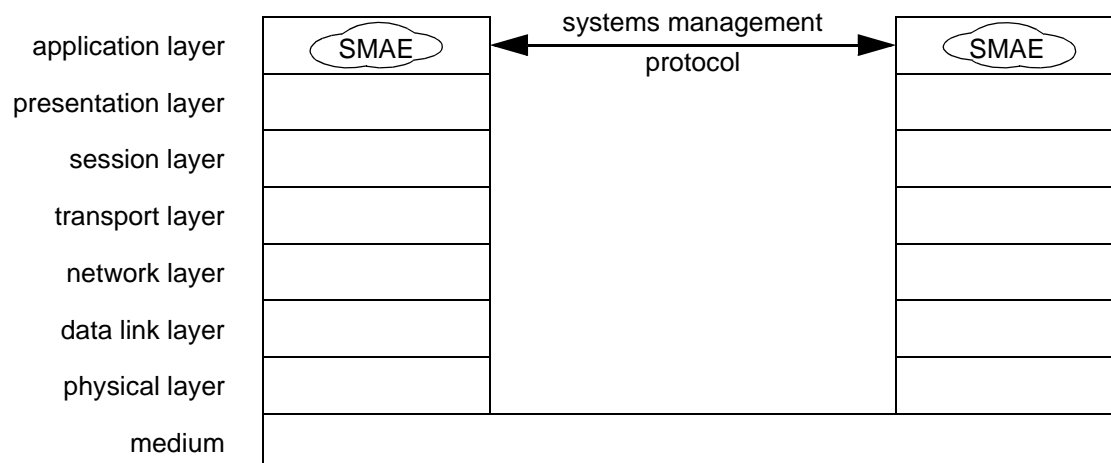 systems management
application layer
SMAE
SMAE
protocol
presentation layer
session layer
transport layer
network layer
data link layer
physical layer
medium